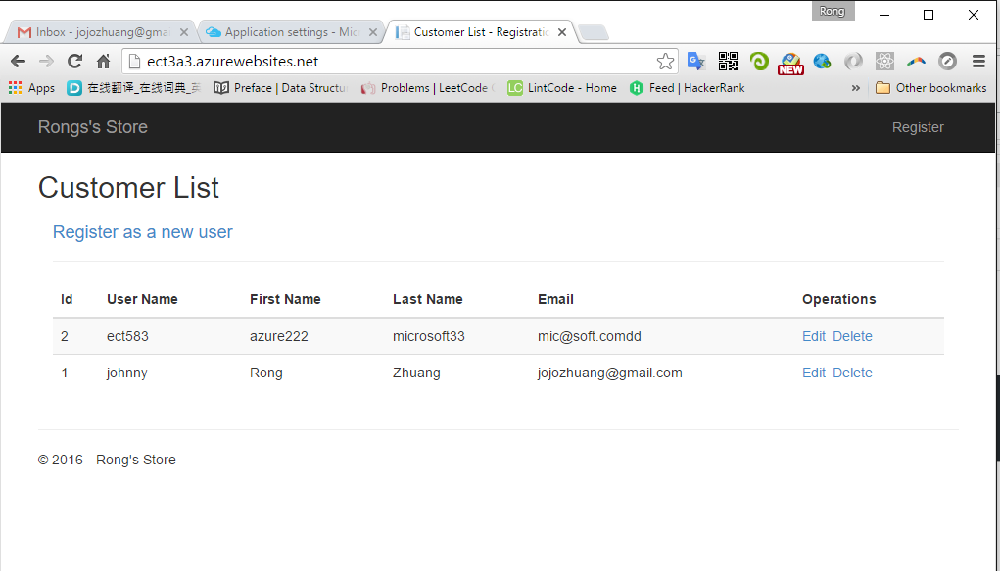 Rong
Inbox - jojozhuang@gmai
Application settings - Mic
Customer List - Registratio
ect3a3.azurewebsites.net
NEW
Apps
在线翻译_在线词典_英
Preface | Data Structu
Problems | LeetCode
LC LintCode - Home
Feed | HackerRank
» Other bookmarks
Rongs's Store
Register
Customer List
Register as a new user
Id User Name First Name Last Name Email Operations
2 ect583 azure222 microsoft33 mic@soft.comdd Edit Delete
1 johnny Rong Zhuang jojozhuang@gmail.com Edit Delete
© 2016 - Rong's Store